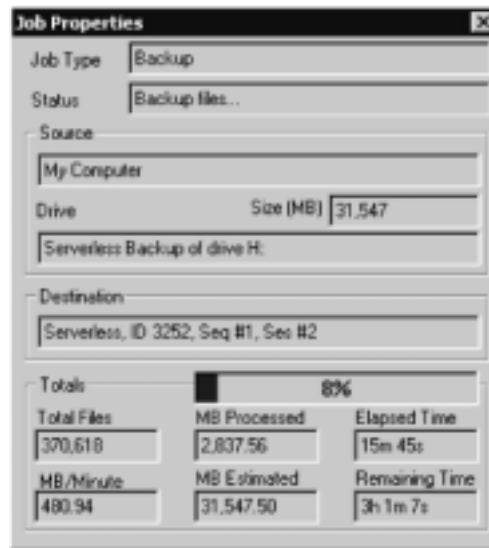 Job Properties
Job Type Backup
Status Backup files...
Source
My Computer
Drive Size (MB) 31,547
Serverless Backup of drive H:
Destination
Serverless, ID 3252, Seq #1, Ses #2
Totals 8%
Total Files MB Processed Elapsed Time
370,618 2,837.56 15m 45s
MB/Minute MB Estimated Remaining Time
480.94 31,547.50 3h 1m 7s